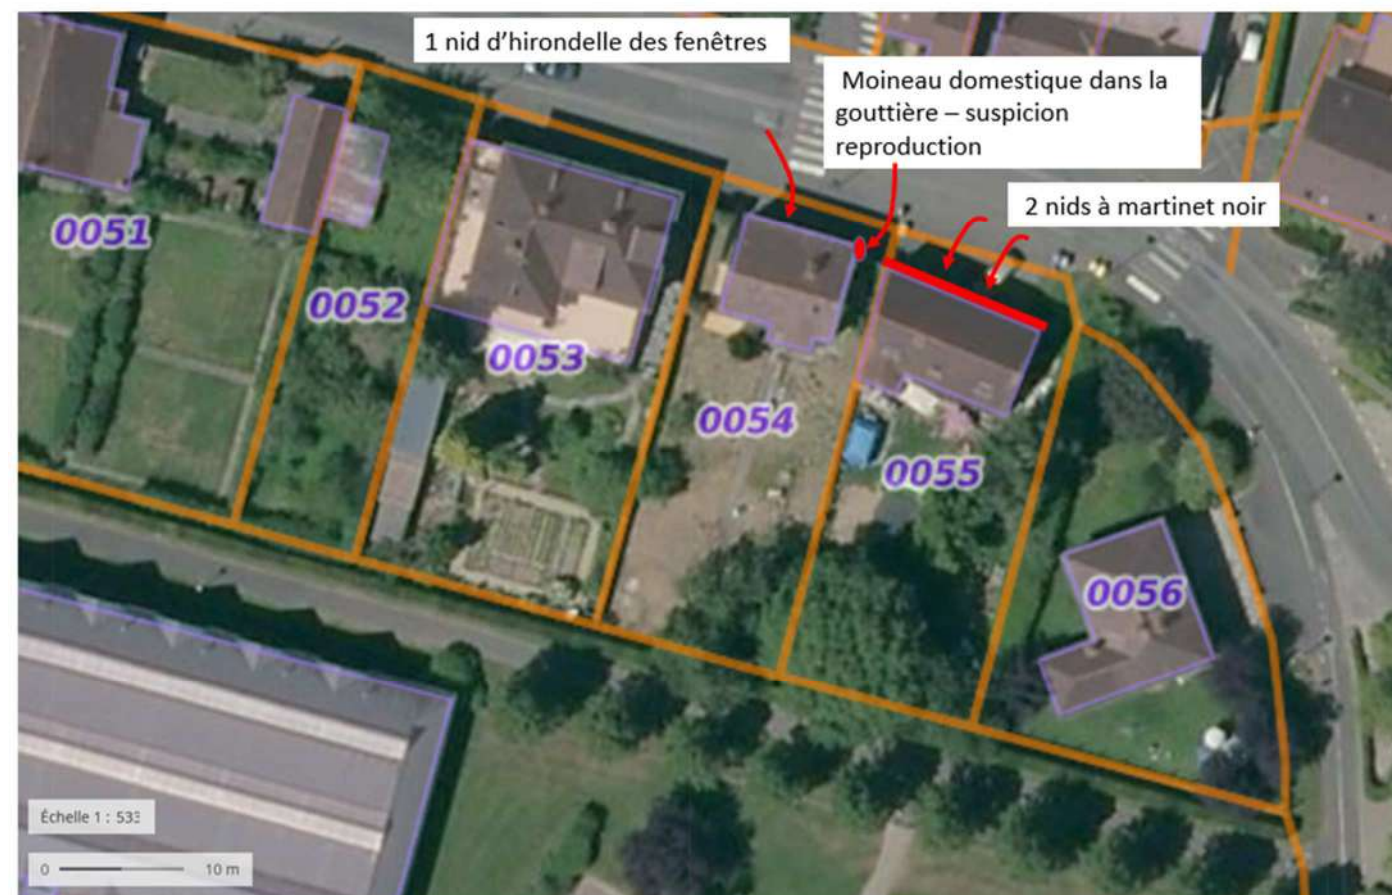 1 nid d’hirondelle des fenêtres
Moineau domestique dans la
gouttière – suspicion
reproduction
2 nids à martinet noir
0051
0052
0053
0054
0055
0056
Échelle 1 : 533
0 10 m